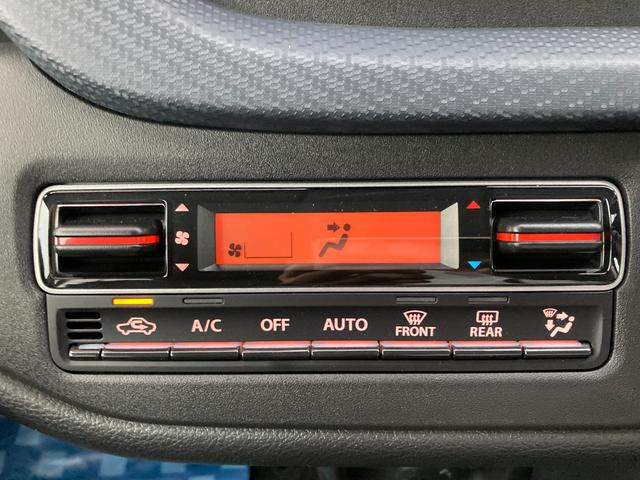 A/C OFF AUTO FRONT REAR